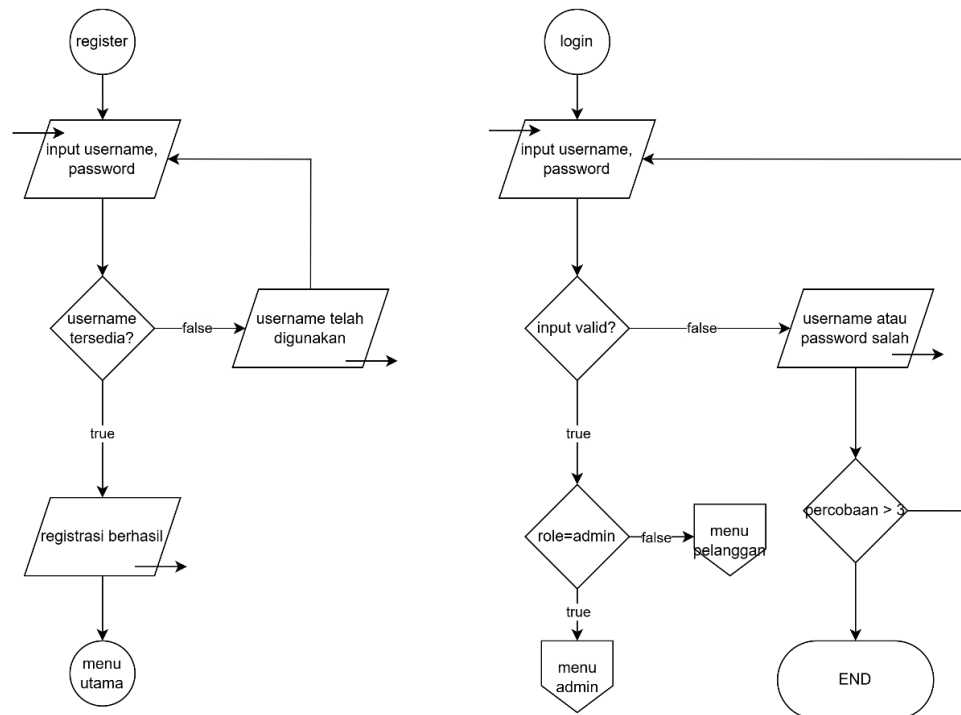 register
input username,
password
username
tersedia?
false
username telah
digunakan
true
registrasi berhasil
menu
utama
login
input username,
password
input valid?
false
username atau
password salah
true
percobaan > 3
role=admin
false
menu
pelanggan
true
menu
admin
END